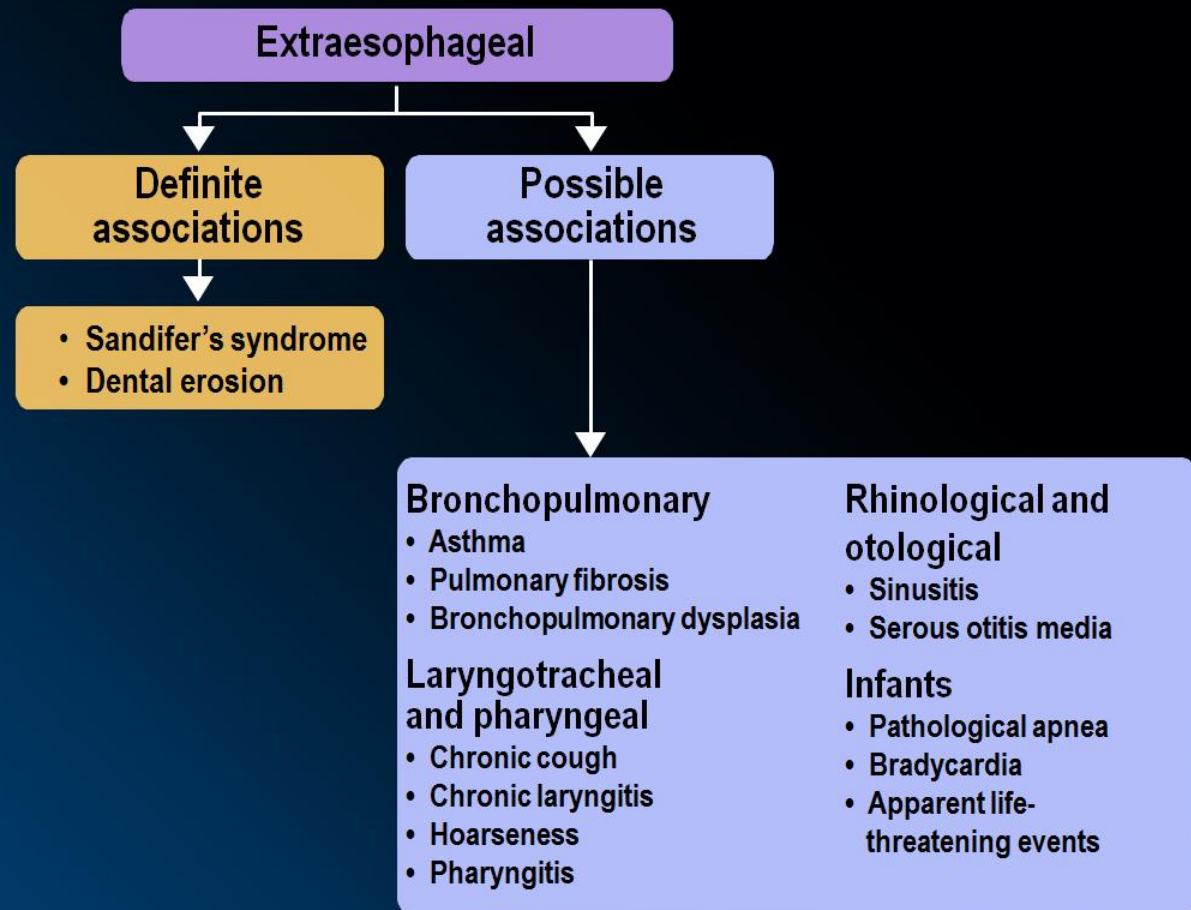 Extraesophageal
Definite
associations
Possible
associations
• Sandifer’s syndrome
• Dental erosion
Bronchopulmonary
• Asthma
• Pulmonary fibrosis
• Bronchopulmonary dysplasia
Laryngotracheal
and pharyngeal
• Chronic cough
• Chronic laryngitis
• Hoarseness
• Pharyngitis
Rhinological and
otological
• Sinusitis
• Serous otitis media
Infants
• Pathological apnea
• Bradycardia
• Apparent life-
threatening events